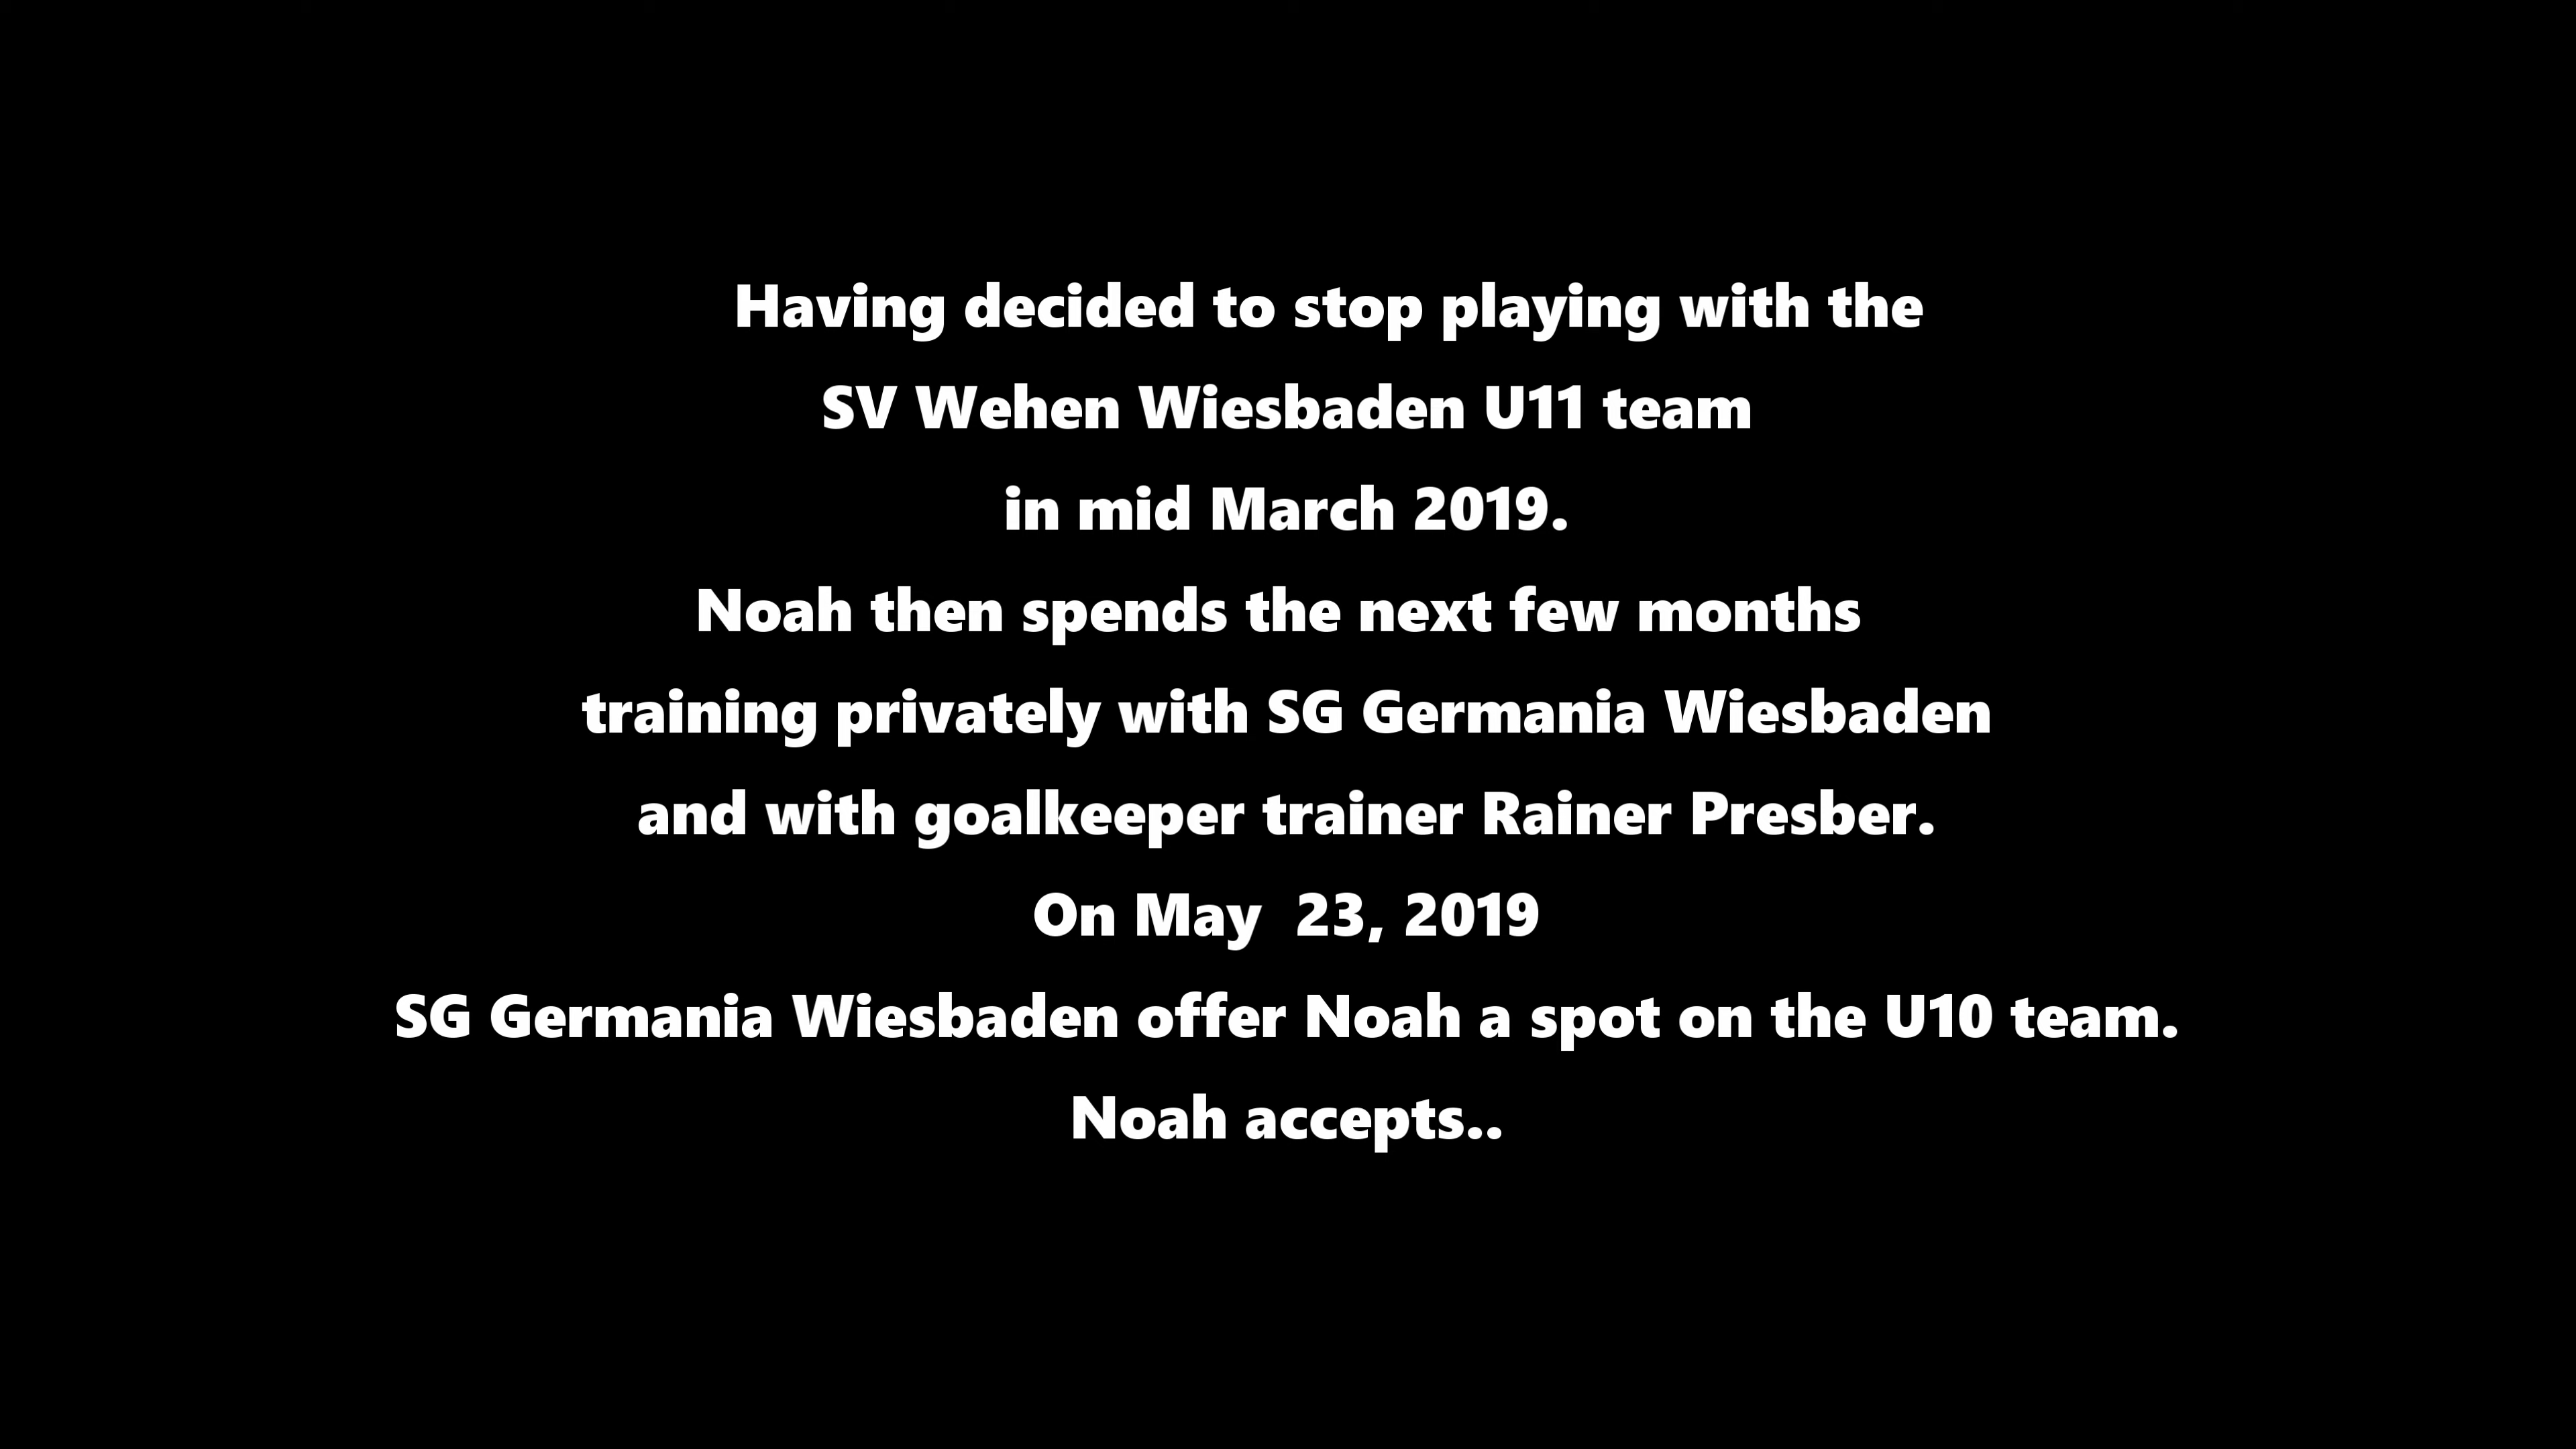 Having decided to stop playing with the
SV Wehen Wiesbaden U11 team
in mid March 2019.
Noah then spends the next few months
training privately with SG Germania Wiesbaden
and with goalkeeper trainer Rainer Presber.
On May  23, 2019
SG Germania Wiesbaden offer Noah a spot on the U10 team.
Noah accepts..